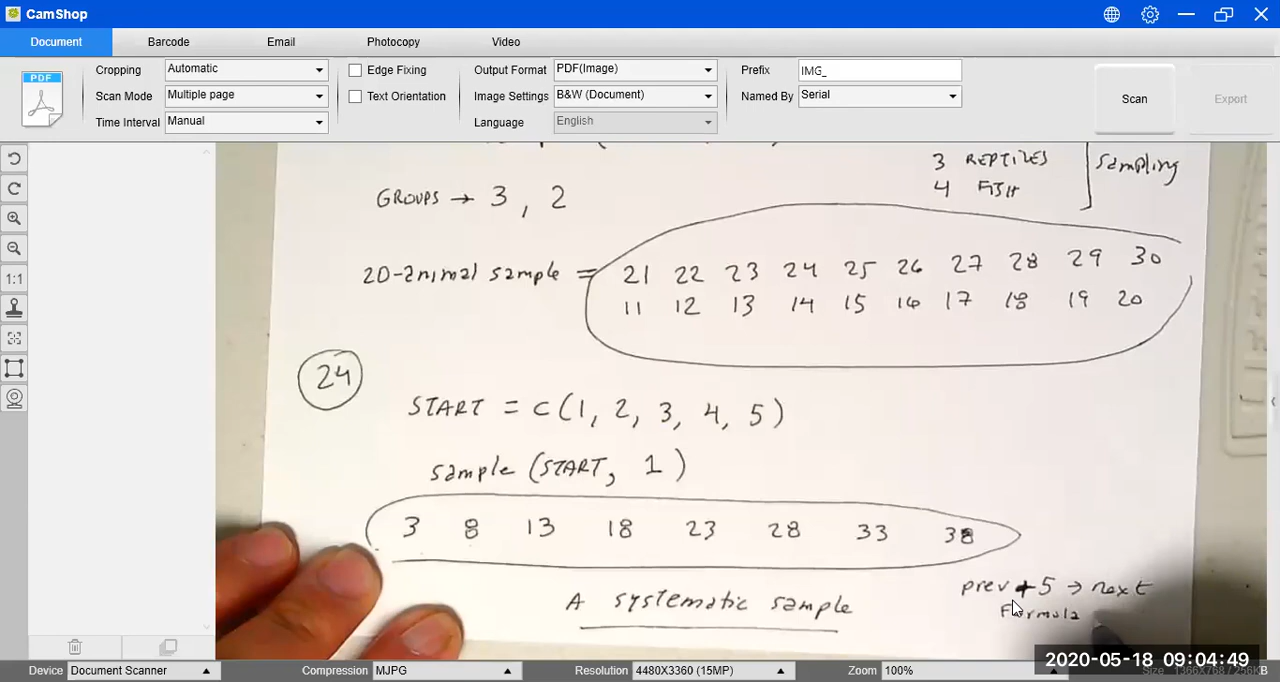 CamShop
Document Barcode Email Photocopy Video
Cropping Automatic Edge Fixing Output Format PDF(Image) Prefix IMG_
Scan Mode Multiple page Text Orientation Image Settings B&W (Document) Named By Serial Scan Export
Time Interval Manual Language English
PDF
1:1
3 REPTILES
4 FISH
Sampling
GROUPS → 3, 2
20-animal sample = 21 22 23 24 25 26 27 28 29 30
11 12 13 14 15 16 17 18 19 20
24
START = c(1, 2, 3, 4, 5)
sample (START, 1)
3 8 13 18 23 28 33 38
A systematic sample
prev + 5 → next
Formula
2020-05-18 09:04:49
Device Document Scanner Compression MJPG Resolution 4480X3360 (15MP) Zoom 100%